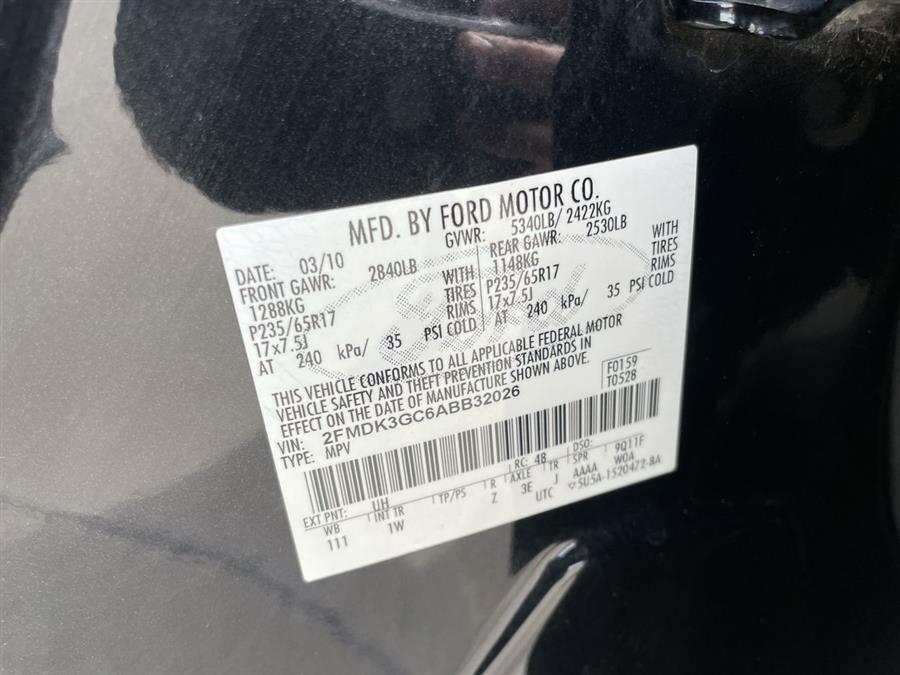 MFD. BY FORD MOTOR CO.
DATE: 03/10 GVWR: 5340LB/ 2422KG
FRONT GAWR: 2840LB REAR GAWR: 2530LB
1288KG WITH 1148KG WITH
P235/65R17 TIRES P235/65R17 TIRES
17x7.5J RIMS 17x7.5J RIMS
AT 240 kPa/ 35 PSI COLD AT 240 kPa/ 35 PSI COLD
THIS VEHICLE CONFORMS TO ALL APPLICABLE FEDERAL MOTOR
VEHICLE SAFETY AND THEFT PREVENTION STANDARDS IN
EFFECT ON THE DATE OF MANUFACTURE SHOWN ABOVE.
F0159
T0528
VIN: 2FMDK3GC6ABB32026
TYPE: MPV
EXT PNT: UH RC: 48 DSO: 9Q11F
WB INT TR TP/PS R AXLE TR SPR W0A
111 1W Z 3E J AAAA
UTC ▽5U5A-1520472-BA
Ford